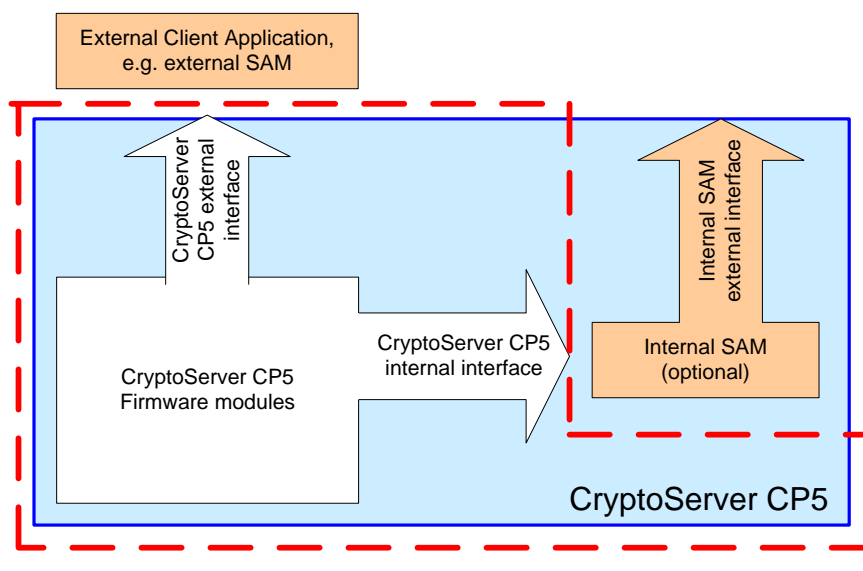 External Client Application,
e.g. external SAM
CryptoServer
CP5 external
interface
Internal SAM
external interface
CryptoServer CP5
internal interface
Internal SAM
(optional)
CryptoServer CP5
Firmware modules
CryptoServer CP5